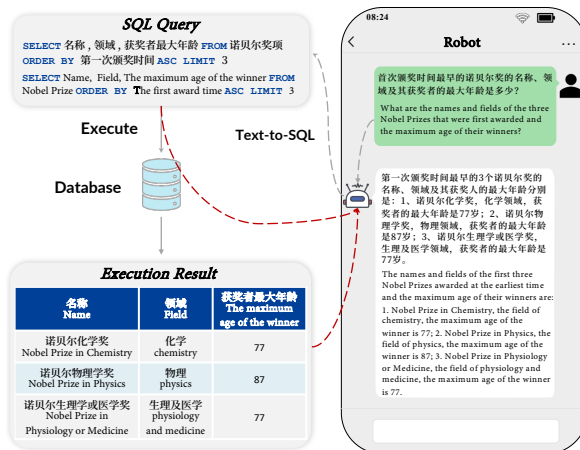 SQL Query
SELECT 名称 , 领域 , 获奖者最大年龄 FROM 诺贝尔奖项
ORDER BY 第一次颁奖时间 ASC LIMIT 3
SELECT Name, Field, The maximum age of the winner FROM
Nobel Prize ORDER BY The first award time ASC LIMIT 3
Execute
Text-to-SQL
Database
Execution Result
名称
Name
领域
Field
获奖者最大年龄
The maximum
age of the winner
诺贝尔化学奖
Nobel Prize in Chemistry
化学
chemistry
77
诺贝尔物理学奖
Nobel Prize in Physics
物理
physics
87
诺贝尔生理学或医学奖
Nobel Prize in
Physiology or Medicine
生理及医学
physiology
and medicine
77
08:24
Robot
...
首次颁奖时间最早的诺贝尔奖的名称、领
域及其获奖者的最大年龄是多少?
What are the names and fields of the three
Nobel Prizes that were first awarded and
the maximum age of their winners?
第一次颁奖时间最早的3个诺贝尔奖的
名称、领域及其获奖人的最大年龄分别
是: 1、诺贝尔化学奖, 化学领域, 获
奖者的最大年龄是77岁; 2、诺贝尔物
理学奖, 物理领域, 获奖者的最大年龄
是87岁; 3、诺贝尔生理学或医学奖,
生理及医学领域, 获奖者的最大年龄是
77岁。
The names and fields of the first three
Nobel Prizes awarded at the earliest time
and the maximum age of their winners are:
1. Nobel Prize in Chemistry, the field of
chemistry, the maximum age of the
winner is 77; 2. Nobel Prize in Physics, the
field of physics, the maximum age of the
winner is 87; 3. Nobel Prize in Physiology
or Medicine, the field of physiology and
medicine, the maximum age of the winner
is 77.